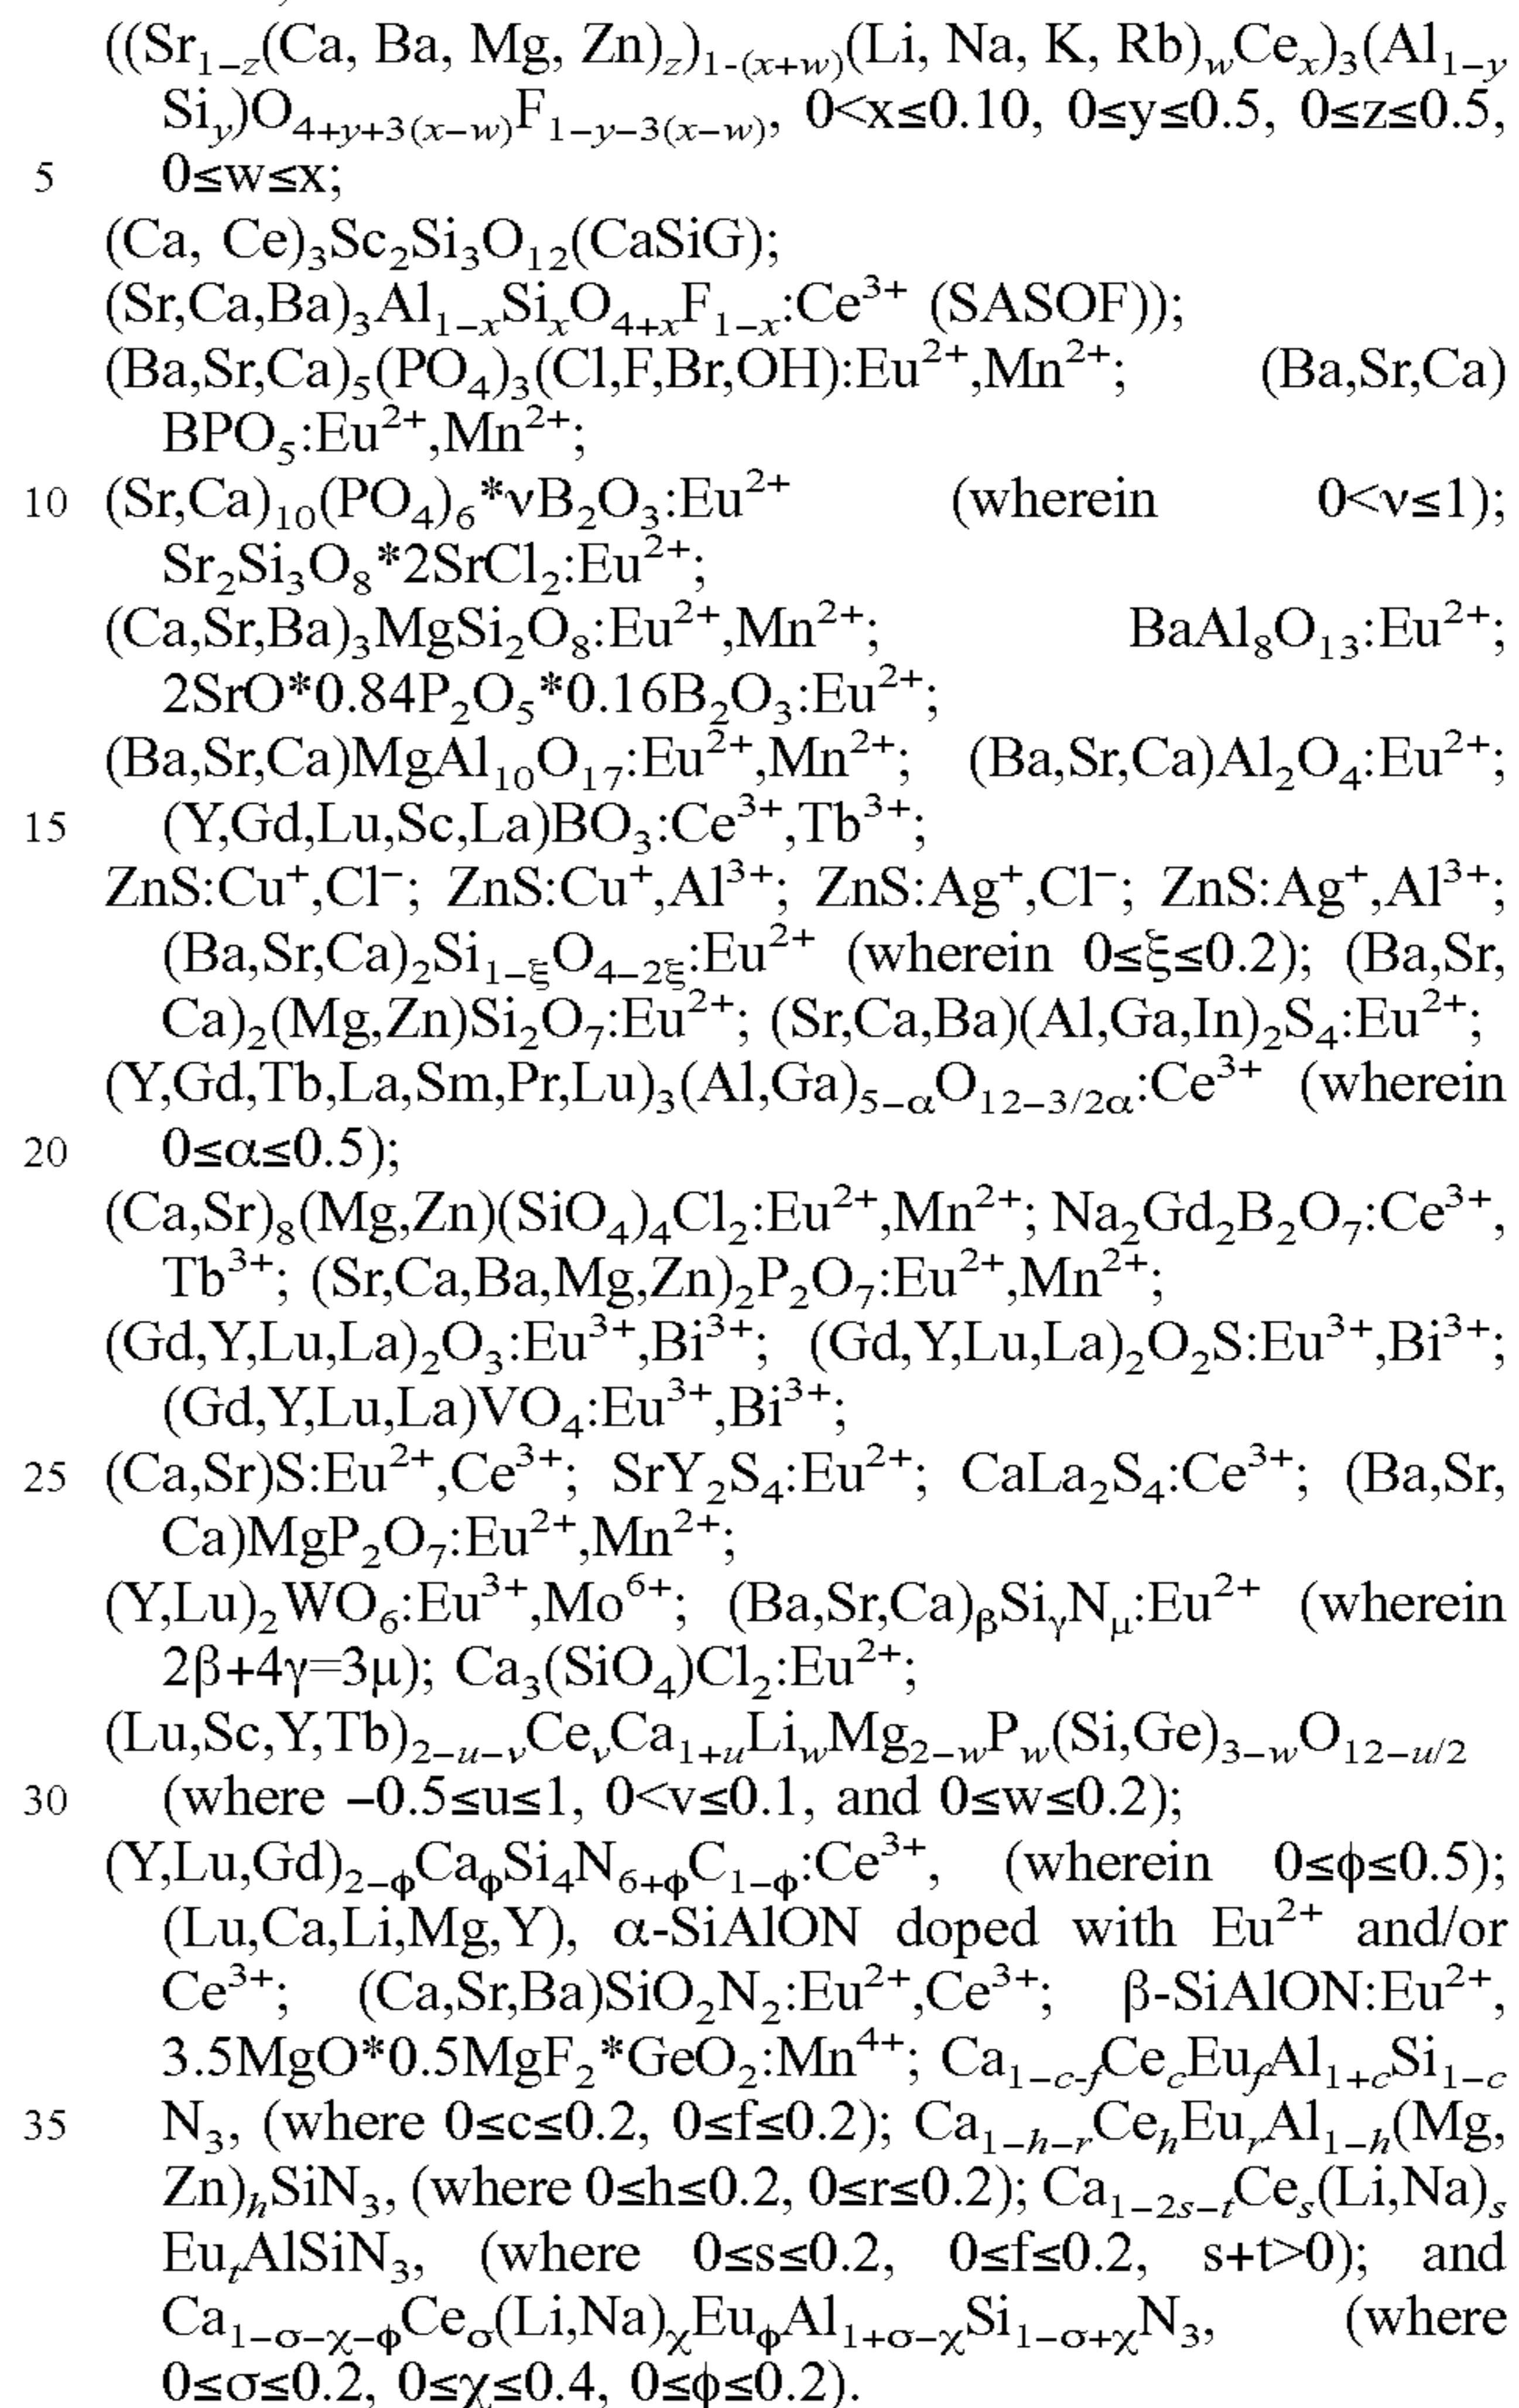 ((Sr₁₋z(Ca, Ba, Mg, Zn)z)₁₋(x+w)(Li, Na, K, Rb)wCex)₃(Al₁₋y
Siy)O₄₊y₊₃(x−w)F₁₋y₋₃(x−w), 0<x≤0.10, 0≤y≤0.5, 0≤z≤0.5,
5 0≤w≤x;
(Ca, Ce)₃Sc₂Si₃O₁₂(CaSiG);
(Sr,Ca,Ba)₃Al₁₋ₓSiₓO₄₊ₓF₁₋ₓ:Ce³⁺ (SASOF));
(Ba,Sr,Ca)₅(PO₄)₃(Cl,F,Br,OH):Eu²⁺,Mn²⁺; (Ba,Sr,Ca)
BPO₅:Eu²⁺,Mn²⁺;
10 (Sr,Ca)₁₀(PO₄)₆*νB₂O₃:Eu²⁺ (wherein 0<ν≤1);
Sr₂Si₃O₈*2SrCl₂:Eu²⁺;
(Ca,Sr,Ba)₃MgSi₂O₈:Eu²⁺,Mn²⁺; BaAl₈O₁₃:Eu²⁺;
2SrO*0.84P₂O₅*0.16B₂O₃:Eu²⁺;
(Ba,Sr,Ca)MgAl₁₀O₁₇:Eu²⁺,Mn²⁺; (Ba,Sr,Ca)Al₂O₄:Eu²⁺;
15 (Y,Gd,Lu,Sc,La)BO₃:Ce³⁺,Tb³⁺;
ZnS:Cu⁺,Cl⁻; ZnS:Cu⁺,Al³⁺; ZnS:Ag⁺,Cl⁻; ZnS:Ag⁺,Al³⁺;
(Ba,Sr,Ca)₂Si₁₋ξO₄₋₂ξ:Eu²⁺ (wherein 0≤ξ≤0.2); (Ba,Sr,
Ca)₂(Mg,Zn)Si₂O₇:Eu²⁺; (Sr,Ca,Ba)(Al,Ga,In)₂S₄:Eu²⁺;
(Y,Gd,Tb,La,Sm,Pr,Lu)₃(Al,Ga)₅₋αO₁₂₋₃/₂α:Ce³⁺ (wherein
20 0≤α≤0.5);
(Ca,Sr)₈(Mg,Zn)(SiO₄)₄Cl₂:Eu²⁺,Mn²⁺; Na₂Gd₂B₂O₇:Ce³⁺,
Tb³⁺; (Sr,Ca,Ba,Mg,Zn)₂P₂O₇:Eu²⁺,Mn²⁺;
(Gd,Y,Lu,La)₂O₃:Eu³⁺,Bi³⁺; (Gd,Y,Lu,La)₂O₂S:Eu³⁺,Bi³⁺;
(Gd,Y,Lu,La)VO₄:Eu³⁺,Bi³⁺;
25 (Ca,Sr)S:Eu²⁺,Ce³⁺; SrY₂S₄:Eu²⁺; CaLa₂S₄:Ce³⁺; (Ba,Sr,
Ca)MgP₂O₇:Eu²⁺,Mn²⁺;
(Y,Lu)₂WO₆:Eu³⁺,Mo⁶⁺; (Ba,Sr,Ca)βSiγNμ:Eu²⁺ (wherein
2β+4γ=3μ); Ca₃(SiO₄)Cl₂:Eu²⁺;
(Lu,Sc,Y,Tb)₂₋u₋vCevCa₁₊uLiwMg₂₋wPw(Si,Ge)₃₋wO₁₂₋u/₂
30 (where −0.5≤u≤1, 0<v≤0.1, and 0≤w≤0.2);
(Y,Lu,Gd)₂₋ϕCaϕSi₄N₆₊ϕC₁₋ϕ:Ce³⁺, (wherein 0≤ϕ≤0.5);
(Lu,Ca,Li,Mg,Y), α-SiAlON doped with Eu²⁺ and/or
Ce³⁺; (Ca,Sr,Ba)SiO₂N₂:Eu²⁺,Ce³⁺; β-SiAlON:Eu²⁺,
3.5MgO*0.5MgF₂*GeO₂:Mn⁴⁺; Ca₁₋c₋fCecEufAl₁₊cSi₁₋c
35 N₃, (where 0≤c≤0.2, 0≤f≤0.2); Ca₁₋h₋rCehEurAl₁₋h(Mg,
Zn)hSiN₃, (where 0≤h≤0.2, 0≤r≤0.2); Ca₁₋₂s₋tCes(Li,Na)s
EutAlSiN₃, (where 0≤s≤0.2, 0≤f≤0.2, s+t>0); and
Ca₁₋σ₋χ₋ϕCeσ(Li,Na)χEuϕAl₁₊σ₋χSi₁₋σ₊χN₃, (where
0≤σ≤0.2, 0≤χ≤0.4, 0≤ϕ≤0.2).